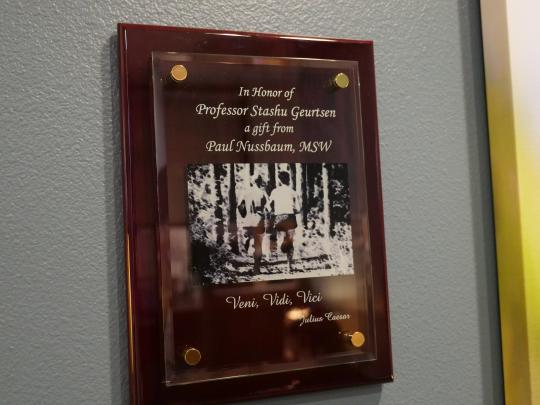 In Honor of
Professor Stashu Geurtsen
a gift from
Paul Nussbaum, MSW
Veni, Vidi, Vici
Julius Caesar